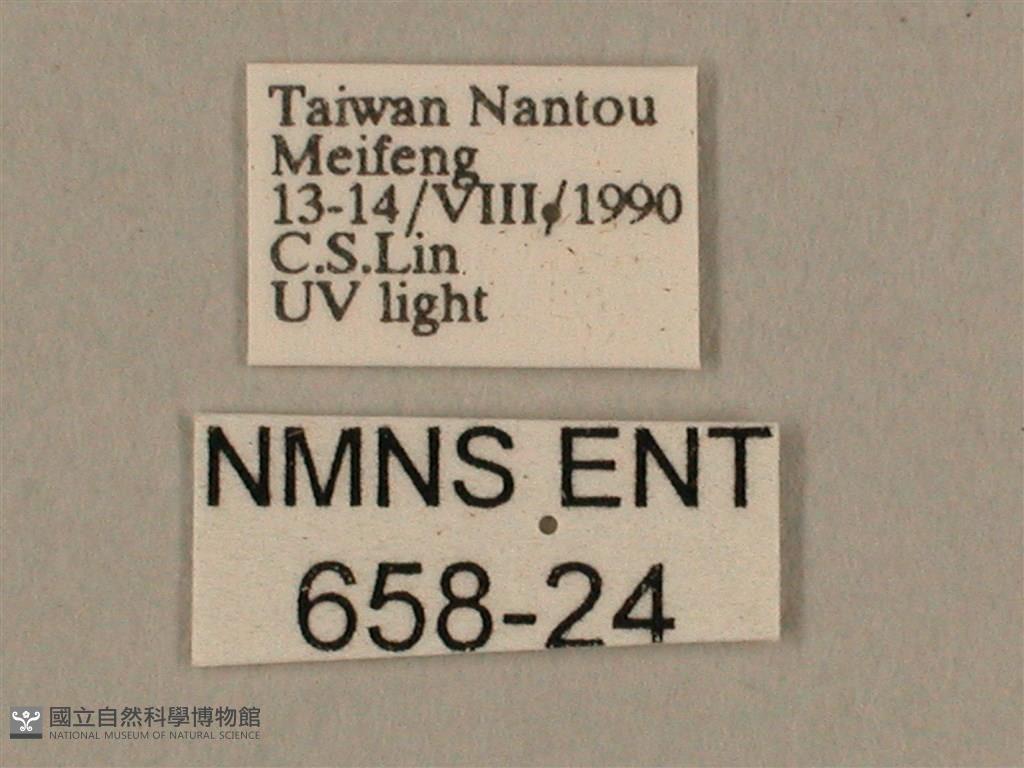 Taiwan Nantou
Meifeng
13-14/VIII/1990
C.S.Lin
UV light
NMNS ENT
658-24
國立自然科學博物館
NATIONAL MUSEUM OF NATURAL SCIENCE